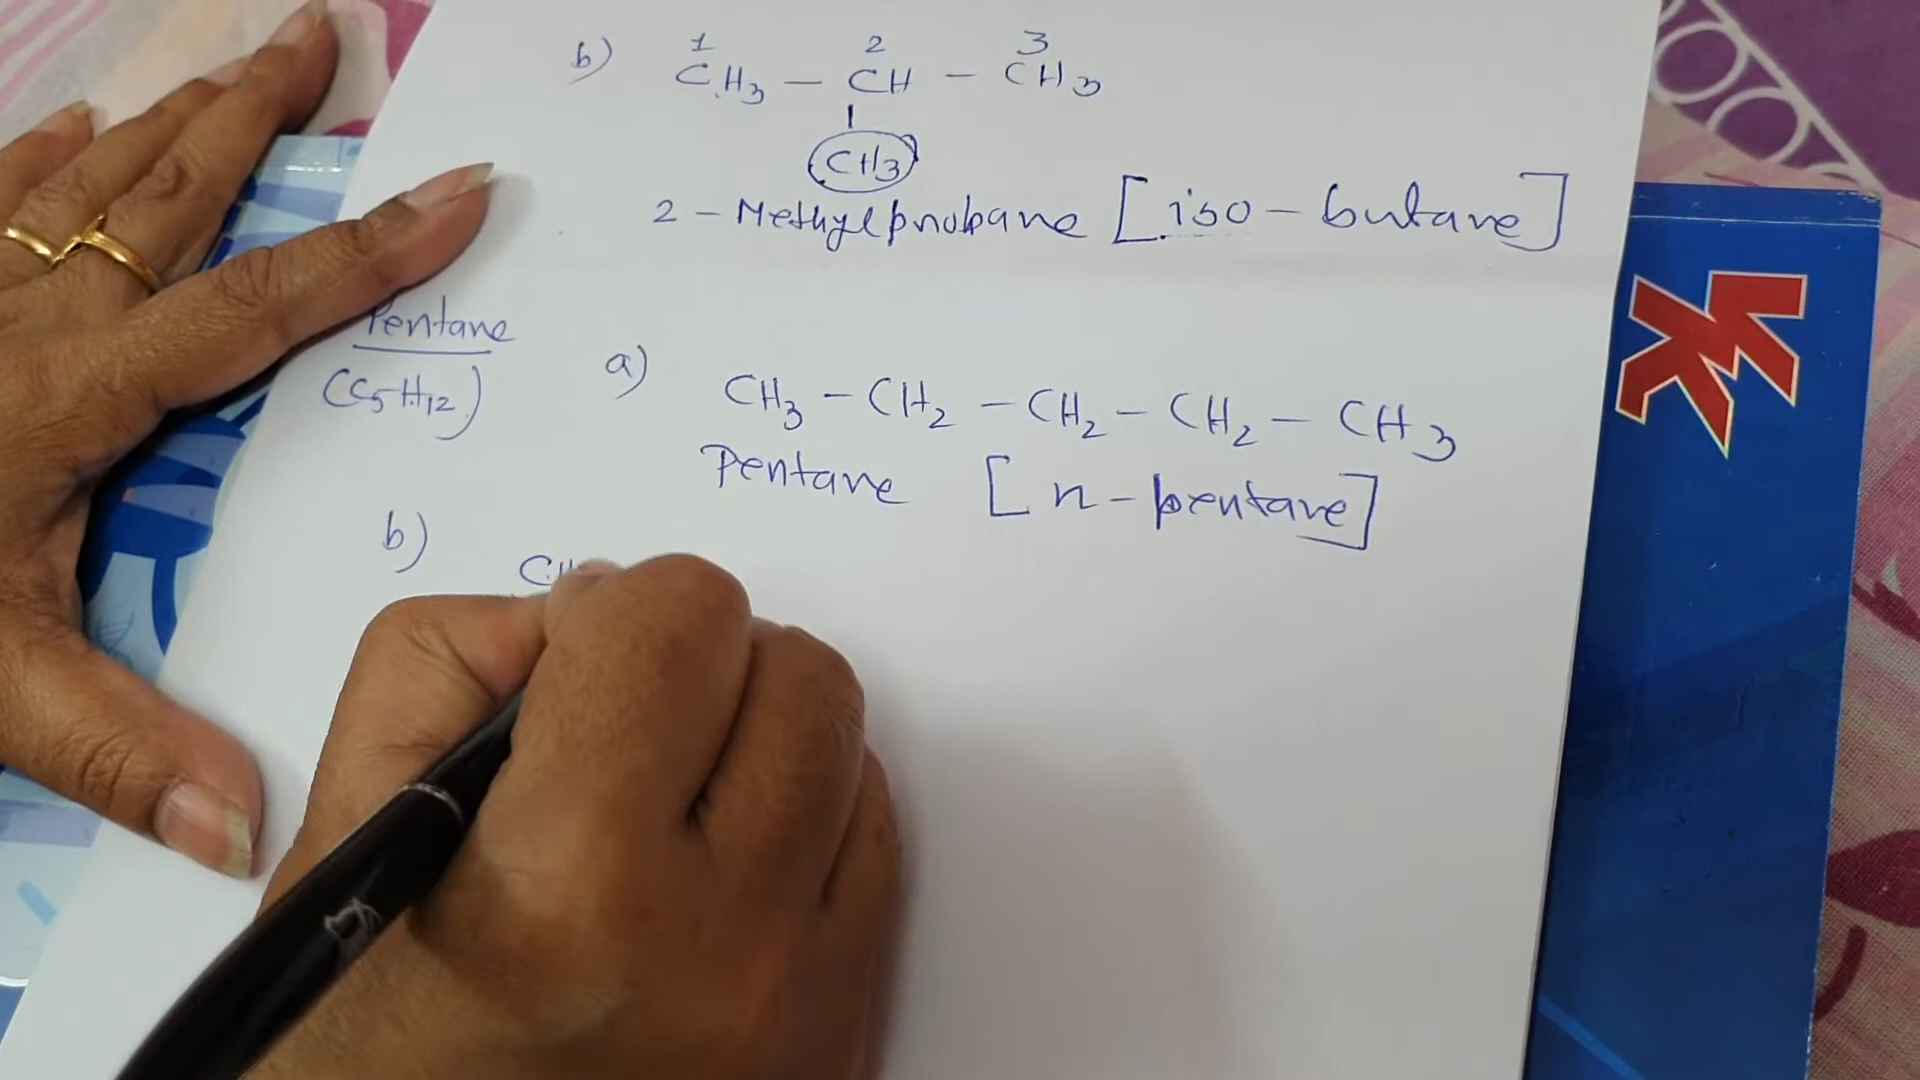 1 2 3
b) CH3 – CH – CH3
CH3
2 – Methylpropane [iso – butane]
Pentane
(C5H12)
a) CH3 – CH2 – CH2 – CH2 – CH3
Pentane [n – pentane]
b) CH